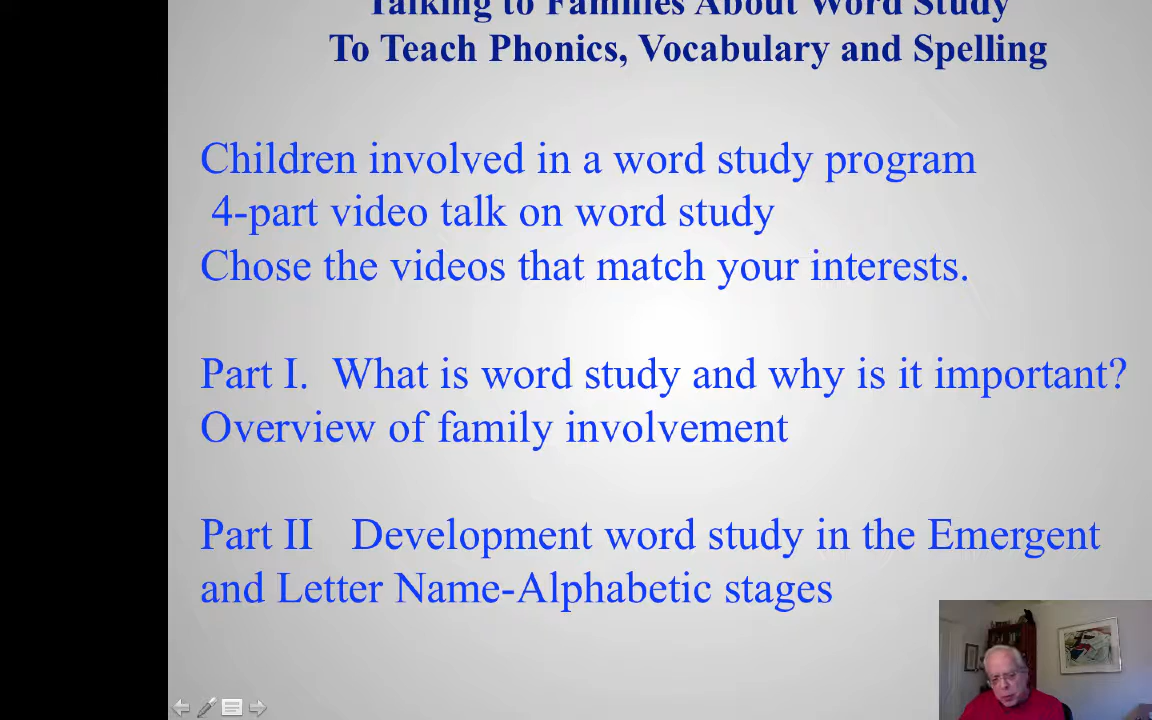 Talking to Families About Word Study
To Teach Phonics, Vocabulary and Spelling
Children involved in a word study program
4-part video talk on word study
Chose the videos that match your interests.
Part I. What is word study and why is it important?
Overview of family involvement
Part II Development word study in the Emergent
and Letter Name-Alphabetic stages